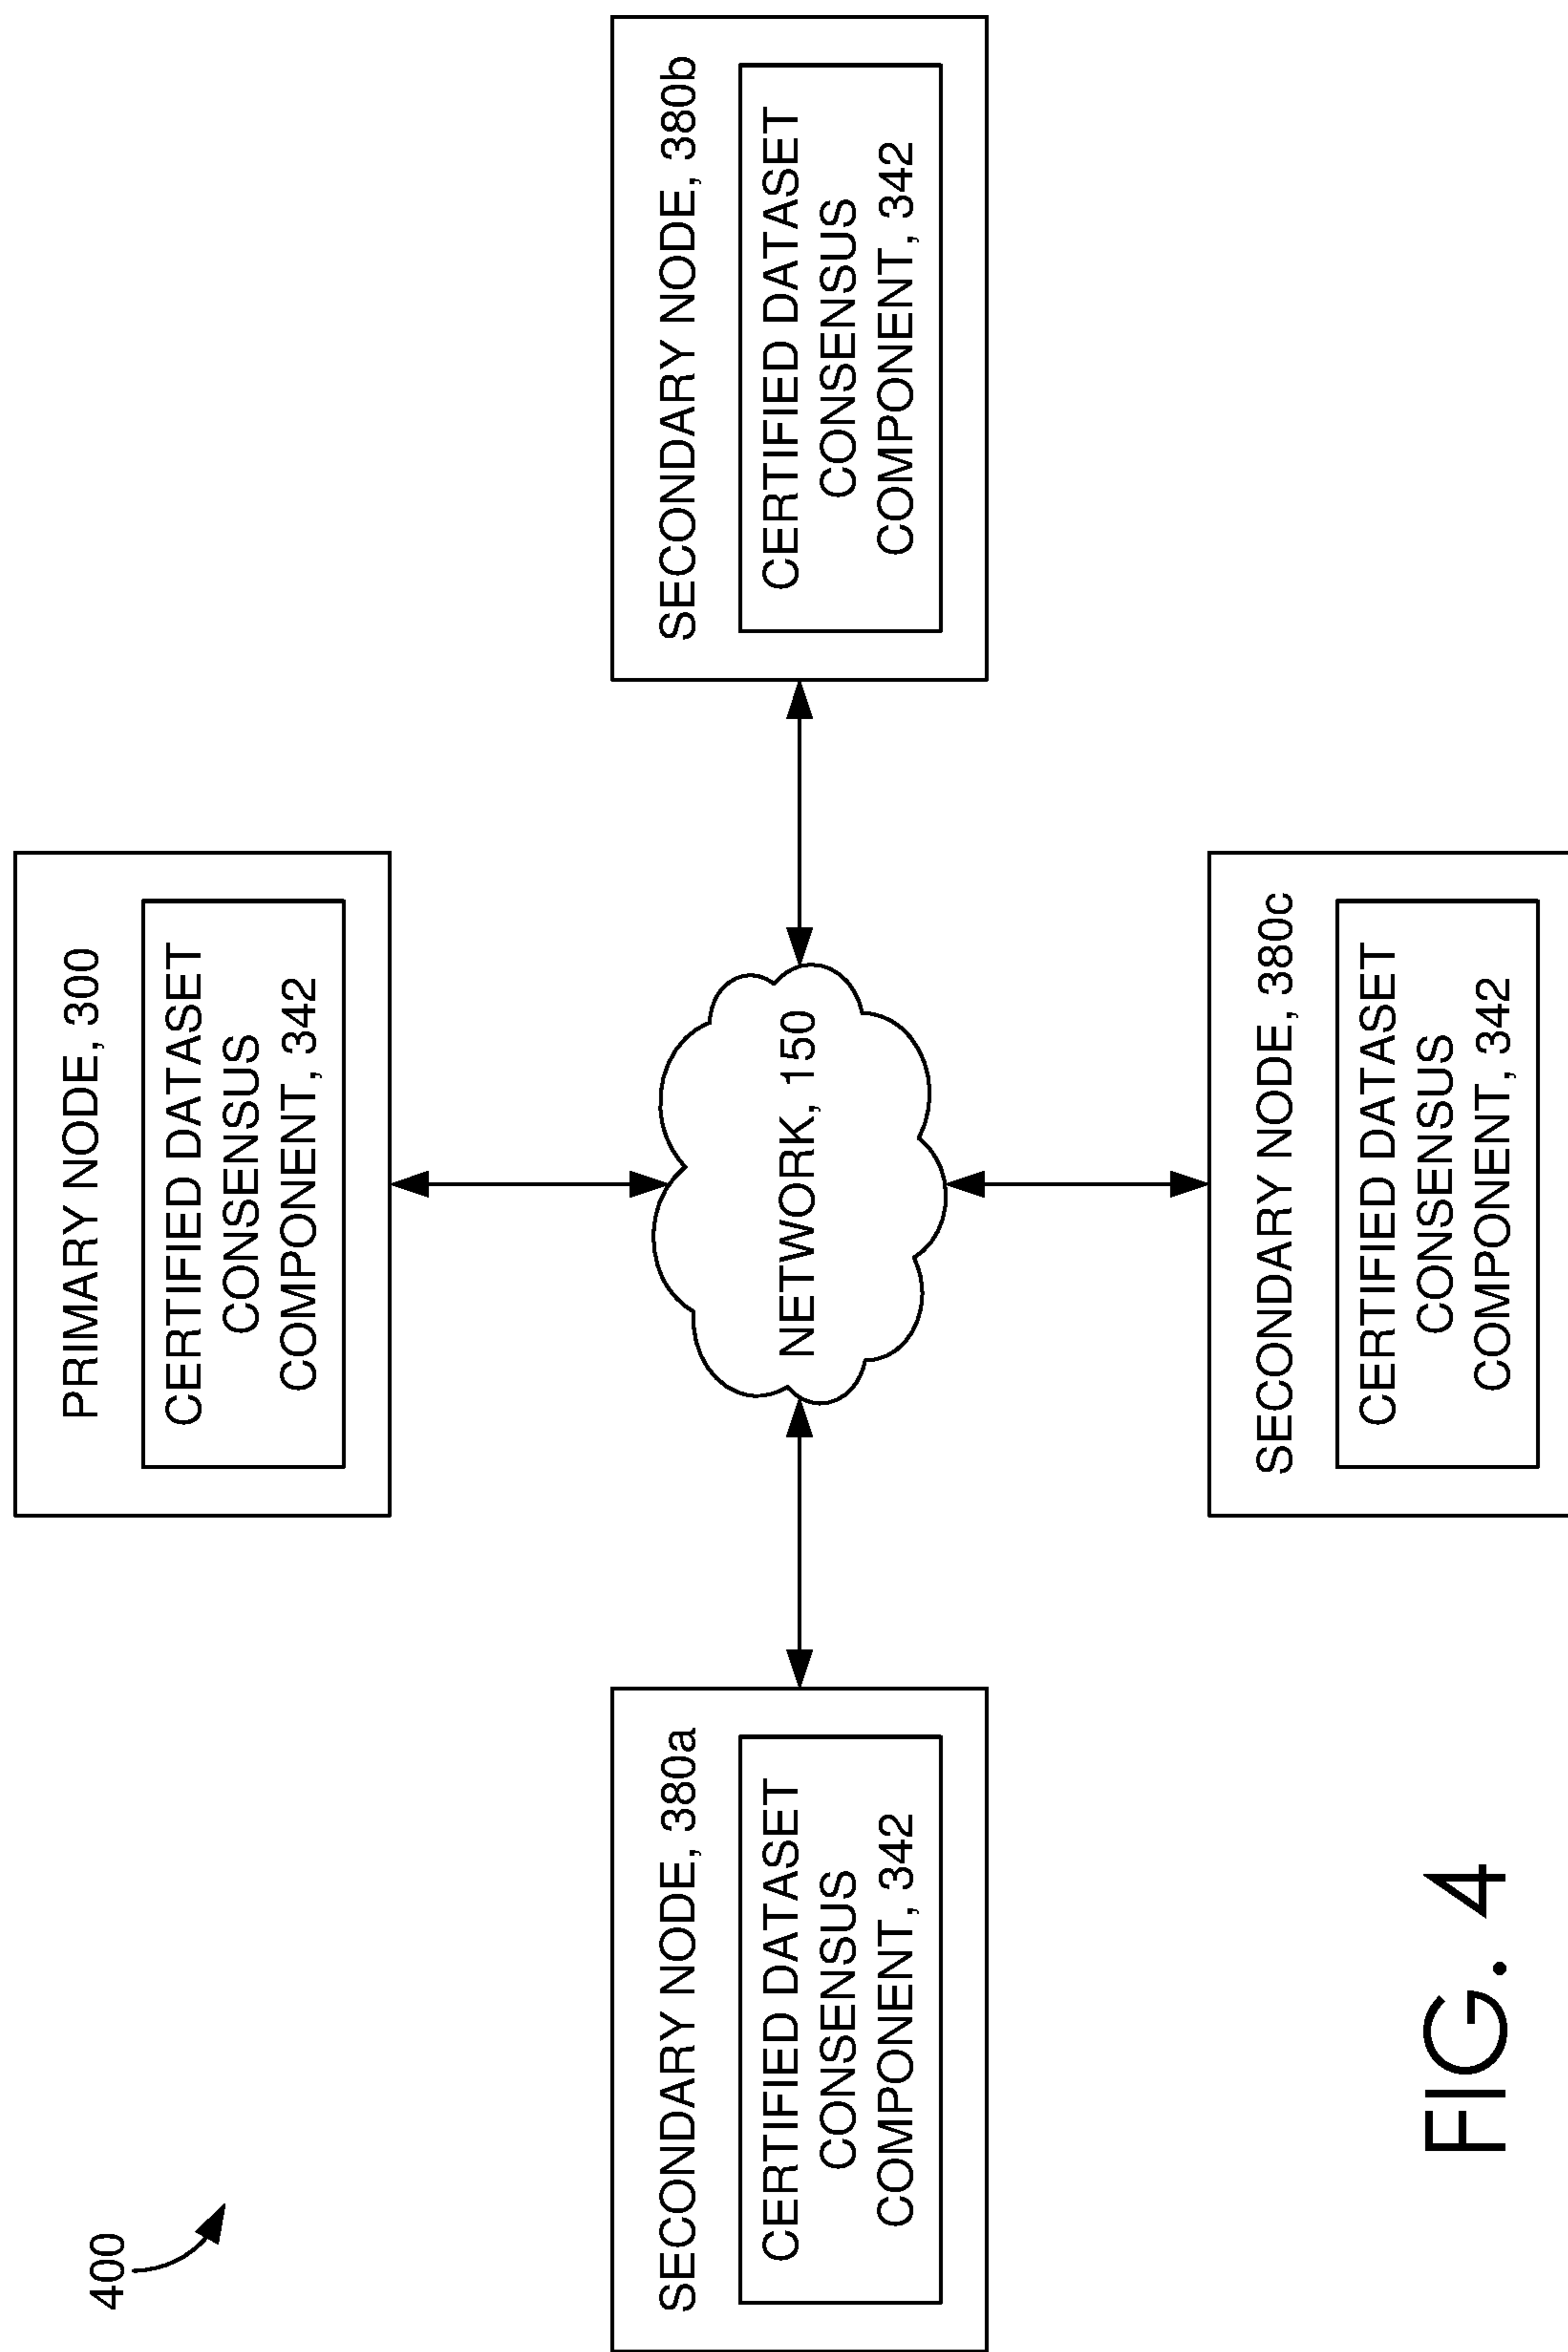 400
PRIMARY NODE, 300
CERTIFIED DATASET
CONSENSUS
COMPONENT, 342
SECONDARY NODE, 380a
CERTIFIED DATASET
CONSENSUS
COMPONENT, 342
NETWORK, 150
SECONDARY NODE, 380b
CERTIFIED DATASET
CONSENSUS
COMPONENT, 342
SECONDARY NODE, 380c
CERTIFIED DATASET
CONSENSUS
COMPONENT, 342
FIG. 4